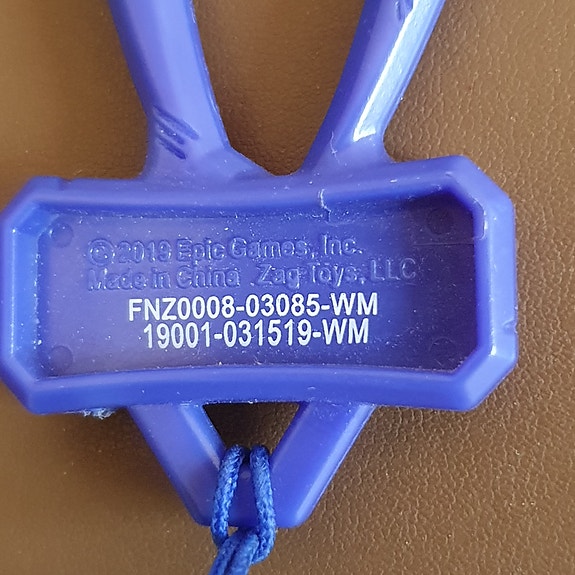 © 2019 Epic Games, Inc.
Made in China Zag-toys, LLC
FNZ0008-03085-WM
19001-031519-WM